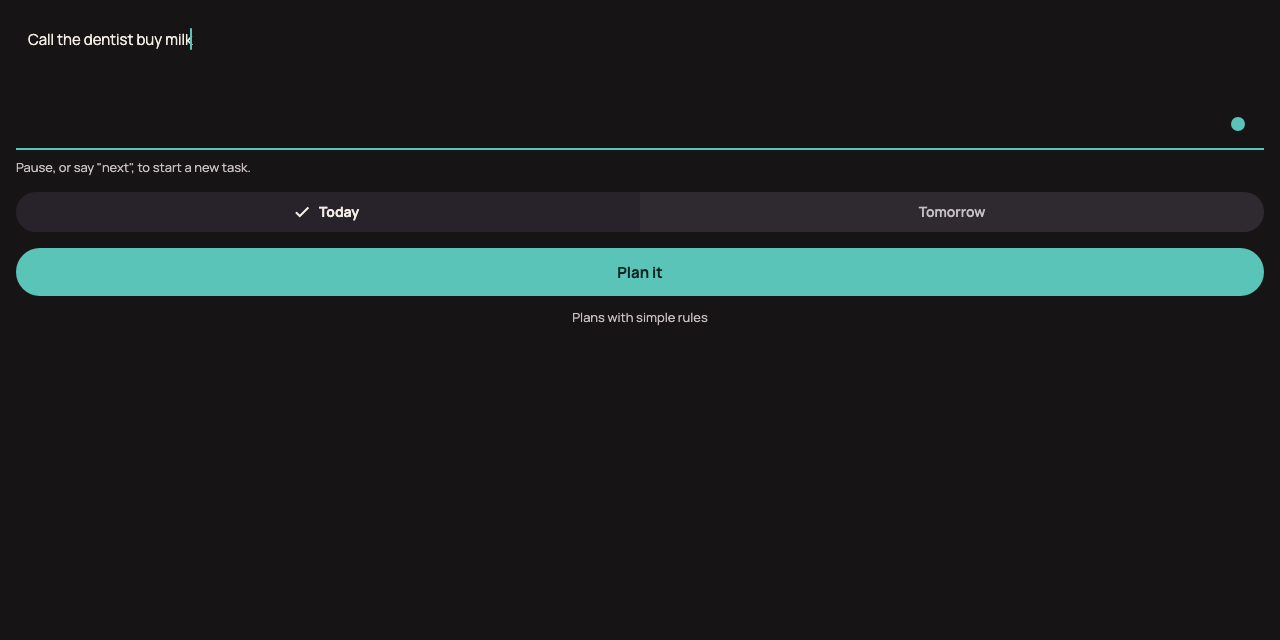 Call the dentist buy milk
Pause, or say "next", to start a new task.
Today
Tomorrow
Plan it
Plans with simple rules